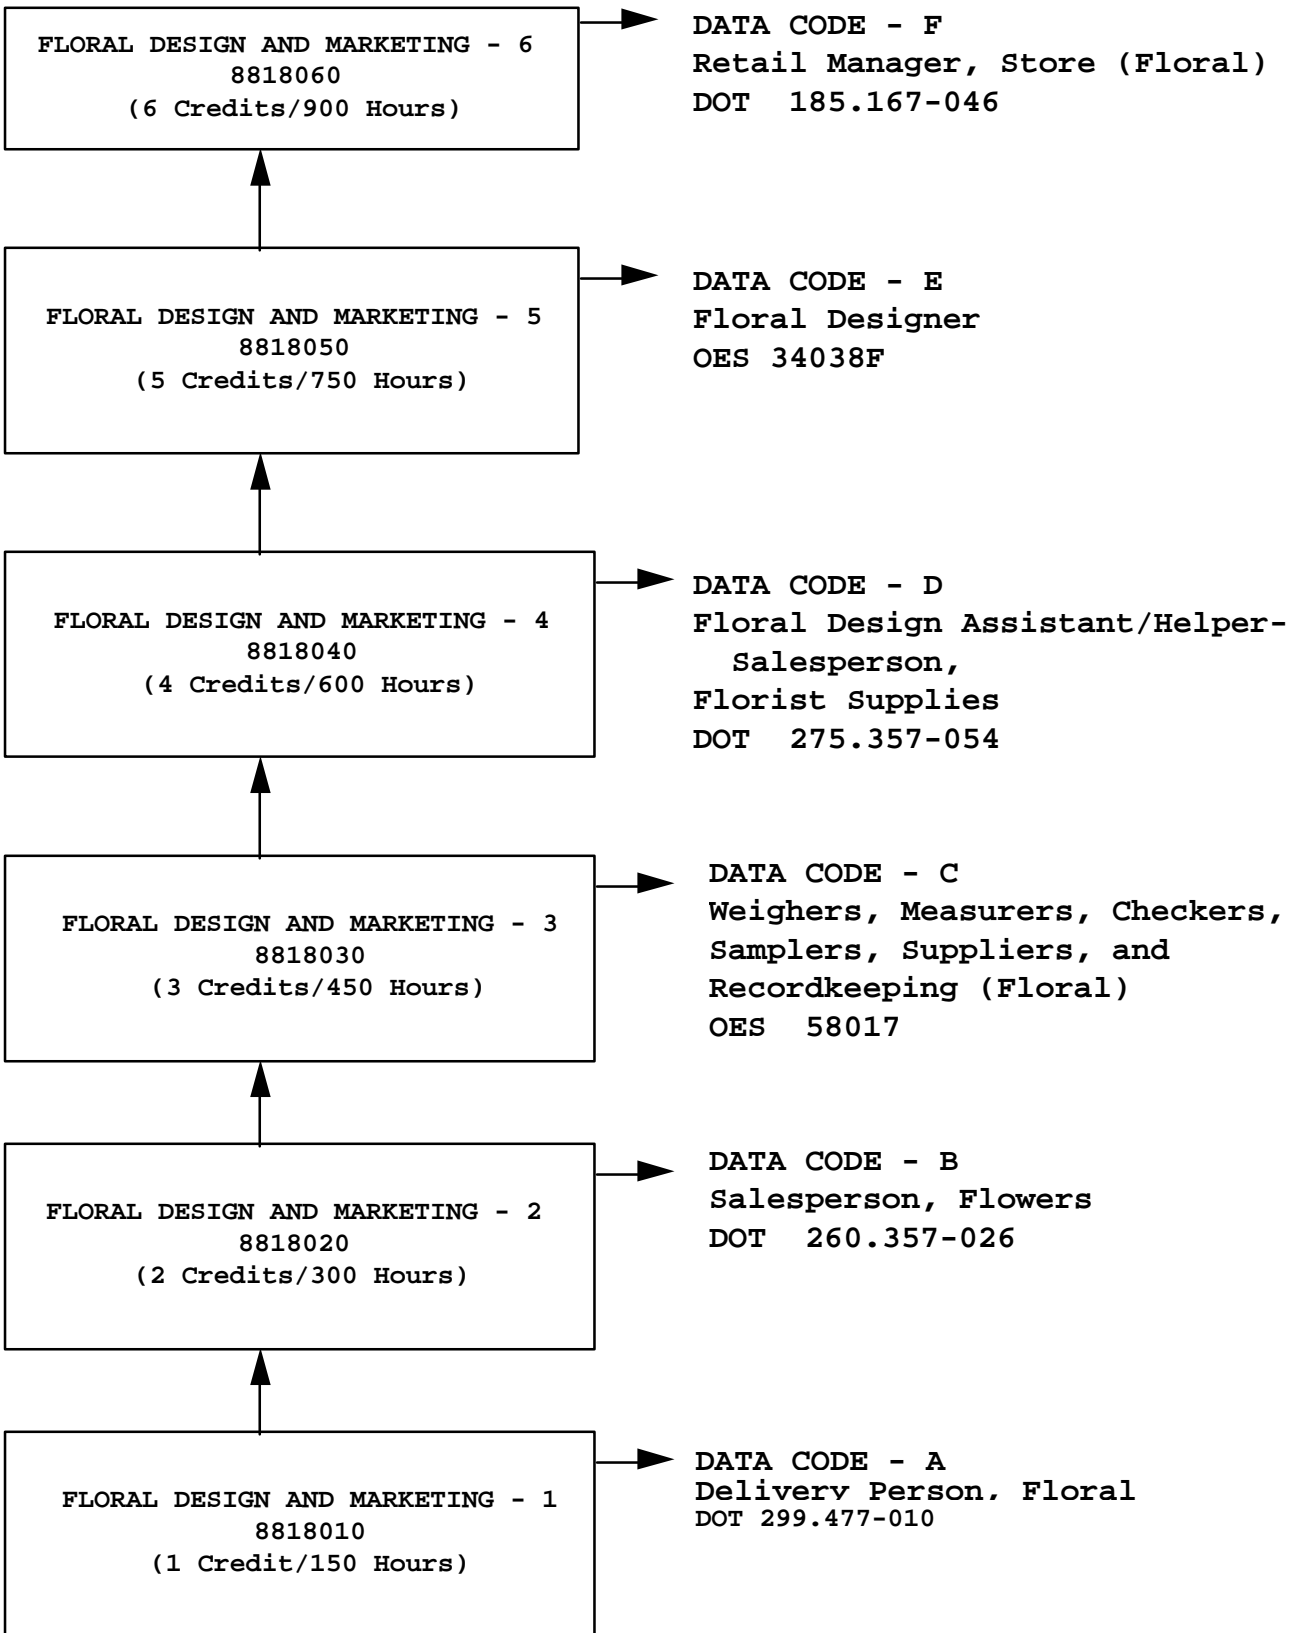 FLORAL DESIGN AND MARKETING - 6
8818060
(6 Credits/900 Hours)
DATA CODE - F
Retail Manager, Store (Floral)
DOT 185.167-046
FLORAL DESIGN AND MARKETING - 5
8818050
(5 Credits/750 Hours)
DATA CODE - E
Floral Designer
OES 34038F
FLORAL DESIGN AND MARKETING - 4
8818040
(4 Credits/600 Hours)
DATA CODE - D
Floral Design Assistant/Helper-
Salesperson,
Florist Supplies
DOT 275.357-054
FLORAL DESIGN AND MARKETING - 3
8818030
(3 Credits/450 Hours)
DATA CODE - C
Weighers, Measurers, Checkers,
Samplers, Suppliers, and
Recordkeeping (Floral)
OES 58017
FLORAL DESIGN AND MARKETING - 2
8818020
(2 Credits/300 Hours)
DATA CODE - B
Salesperson, Flowers
DOT 260.357-026
FLORAL DESIGN AND MARKETING - 1
8818010
(1 Credit/150 Hours)
DATA CODE - A
Delivery Person, Floral
DOT 299.477-010